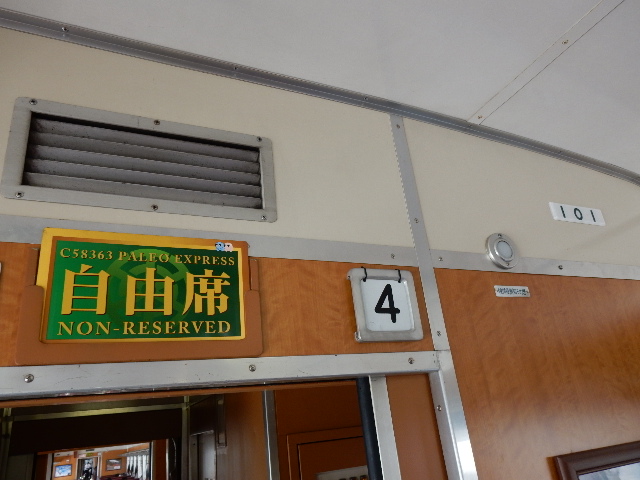 C58363 PALEO EXPRESS
自由席
NON-RESERVED
4
101